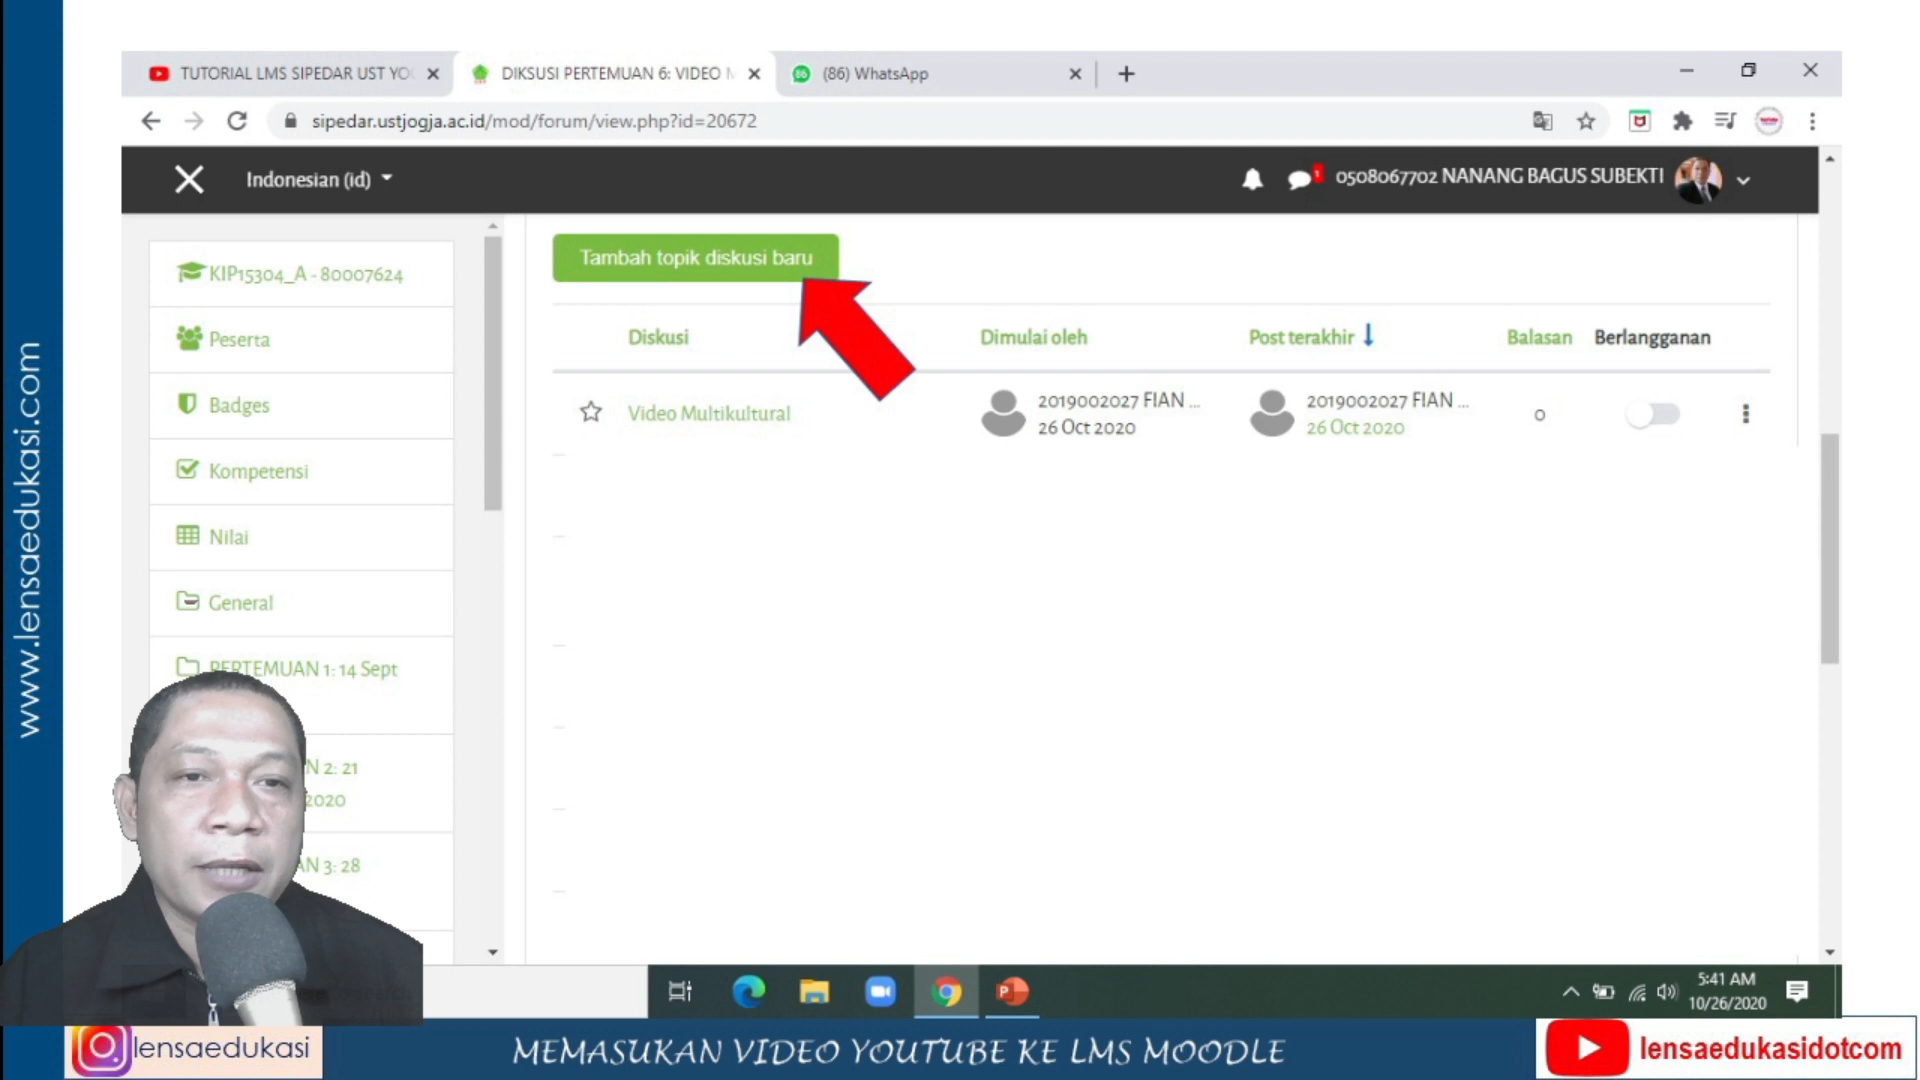 TUTORIAL LMS SIPEDAR UST YO
DIKSUSI PERTEMUAN 6: VIDEO
(86) WhatsApp
sipedar.ustjogja.ac.id/mod/forum/view.php?id=20672
Indonesian (id)
1
0508067702 NANANG BAGUS SUBEKTI
KIP15304_A - 80007624
Peserta
Badges
Kompetensi
Nilai
General
PERTEMUAN 1: 14 Sept
N 2: 21
2020
AN 3: 28
Tambah topik diskusi baru
Diskusi
Dimulai oleh
Post terakhir
Balasan
Berlangganan
Video Multikultural
2019002027 FIAN ...
26 Oct 2020
2019002027 FIAN ...
26 Oct 2020
0
5:41 AM
10/26/2020
www.lensaedukasi.com
lensaedukasi
MEMASUKAN VIDEO YOUTUBE KE LMS MOODLE
lensaedukasidotcom